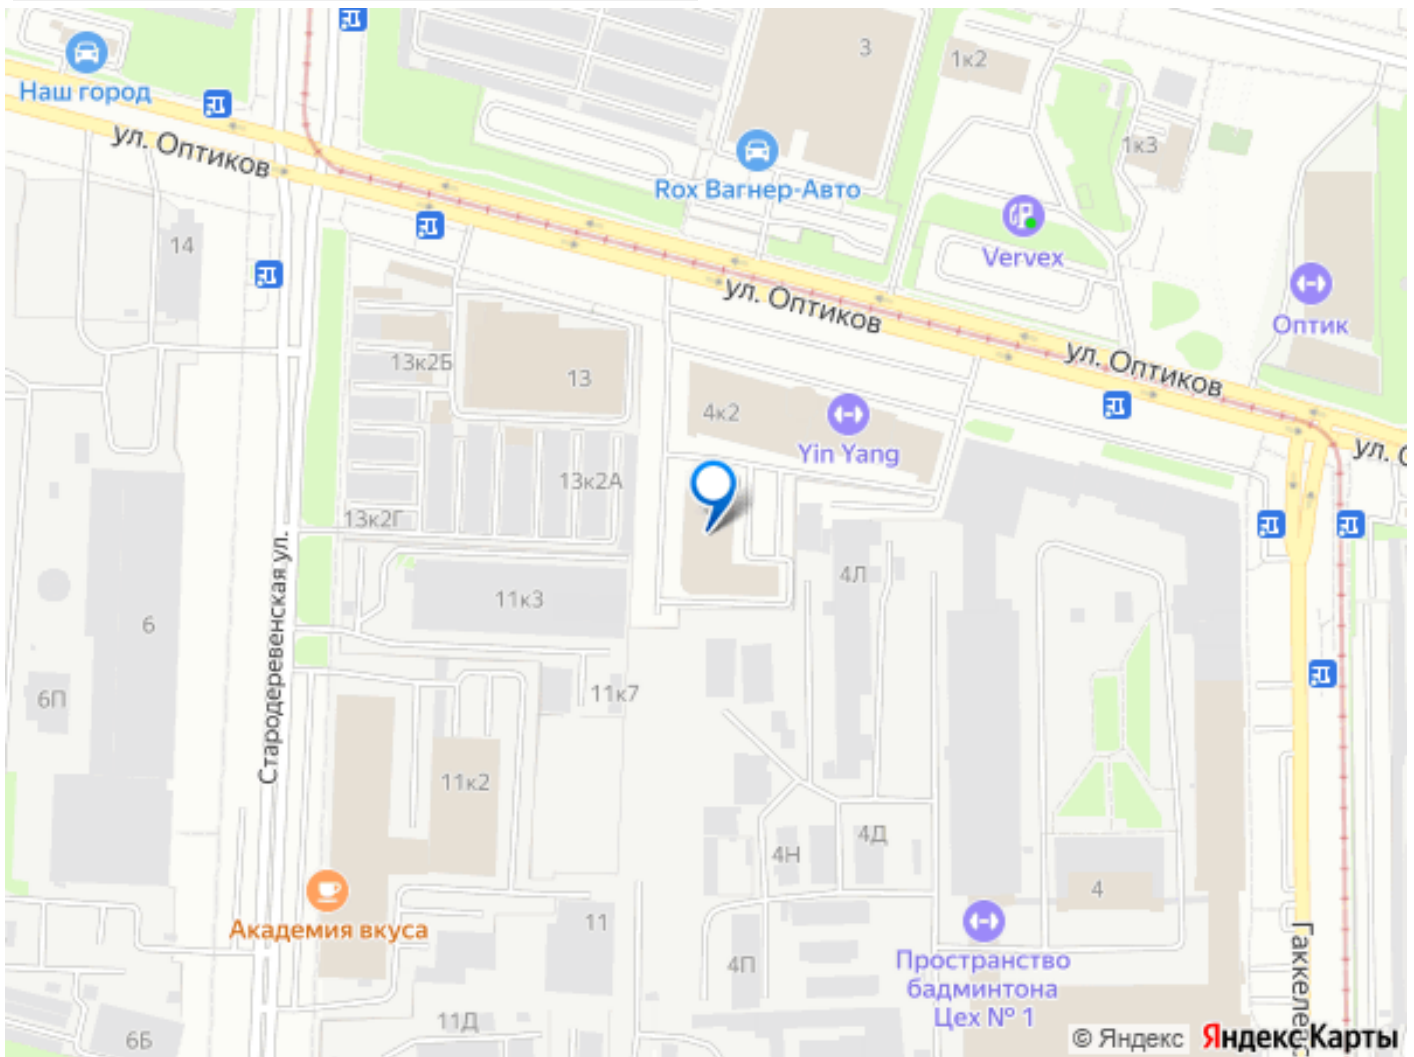 3
1к2
Наш город
ул. Оптиков
1к3
Rox Вагнер-Авто
Vervex
14
ул. Оптиков
Оптик
13к2Б
13
4к2
ул. Оптиков
Yin Yang
ул. О
13к2А
13к2Г
Стародеревенская ул.
4Л
11к3
6
6П
11к7
11к2
4Д
4Н
4
Академия вкуса
11
4П
Пространство
бадминтона
Цех № 1
Гаккелевс
11Д
6Б
© Яндекс Яндекс Карты